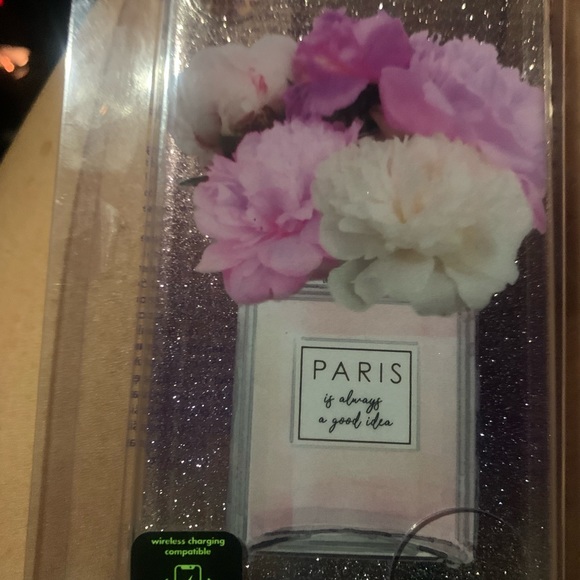 PARIS
is always
a good idea
wireless charging
compatible